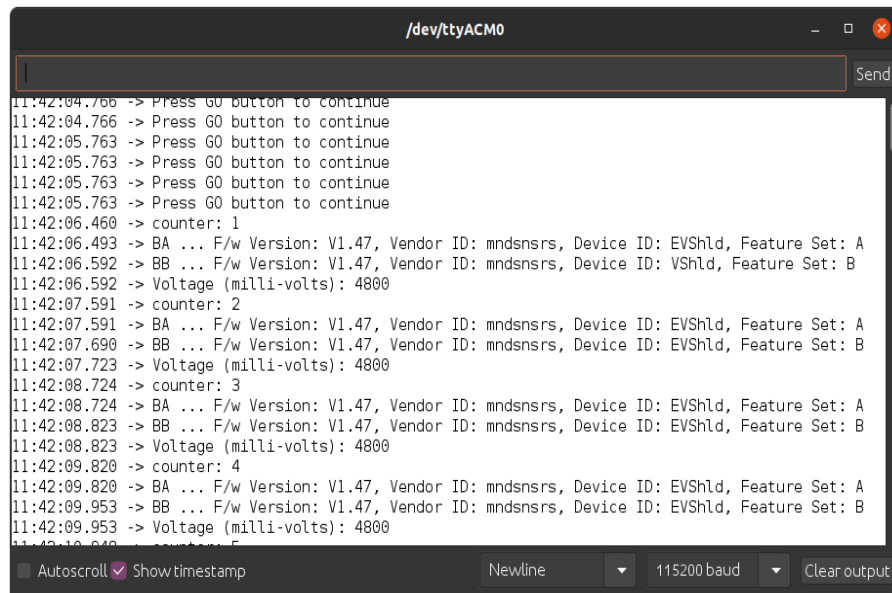 /dev/ttyACM0
Send
11:42:04.766 -> Press GO button to continue
11:42:04.766 -> Press GO button to continue
11:42:05.763 -> Press GO button to continue
11:42:05.763 -> Press GO button to continue
11:42:05.763 -> Press GO button to continue
11:42:05.763 -> Press GO button to continue
11:42:06.460 -> counter: 1
11:42:06.493 -> BA ... F/w Version: V1.47, Vendor ID: mndsnsrs, Device ID: EVShld, Feature Set: A
11:42:06.592 -> BB ... F/w Version: V1.47, Vendor ID: mndsnsrs, Device ID: VShld, Feature Set: B
11:42:06.592 -> Voltage (milli-volts): 4800
11:42:07.591 -> counter: 2
11:42:07.591 -> BA ... F/w Version: V1.47, Vendor ID: mndsnsrs, Device ID: EVShld, Feature Set: A
11:42:07.690 -> BB ... F/w Version: V1.47, Vendor ID: mndsnsrs, Device ID: EVShld, Feature Set: B
11:42:07.723 -> Voltage (milli-volts): 4800
11:42:08.724 -> counter: 3
11:42:08.724 -> BA ... F/w Version: V1.47, Vendor ID: mndsnsrs, Device ID: EVShld, Feature Set: A
11:42:08.823 -> BB ... F/w Version: V1.47, Vendor ID: mndsnsrs, Device ID: EVShld, Feature Set: B
11:42:08.823 -> Voltage (milli-volts): 4800
11:42:09.820 -> counter: 4
11:42:09.820 -> BA ... F/w Version: V1.47, Vendor ID: mndsnsrs, Device ID: EVShld, Feature Set: A
11:42:09.953 -> BB ... F/w Version: V1.47, Vendor ID: mndsnsrs, Device ID: EVShld, Feature Set: B
11:42:09.953 -> Voltage (milli-volts): 4800
Autoscroll Show timestamp Newline 115200 baud Clear output